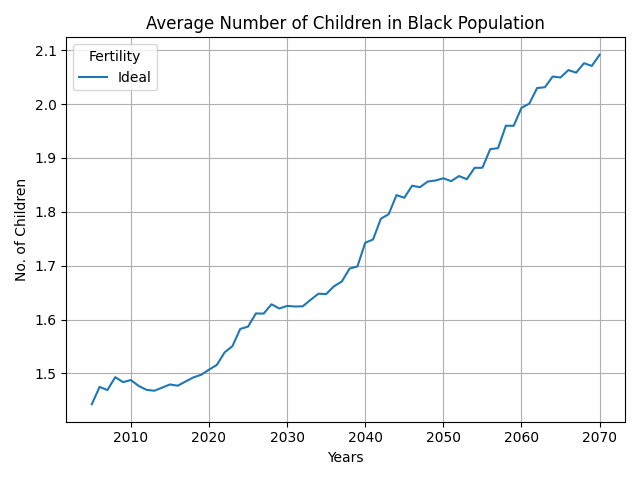 Average Number of Children in Black Population
Fertility
Ideal
No. of Children
2.1
2.0
1.9
1.8
1.7
1.6
1.5
2010 2020 2030 2040 2050 2060 2070
Years